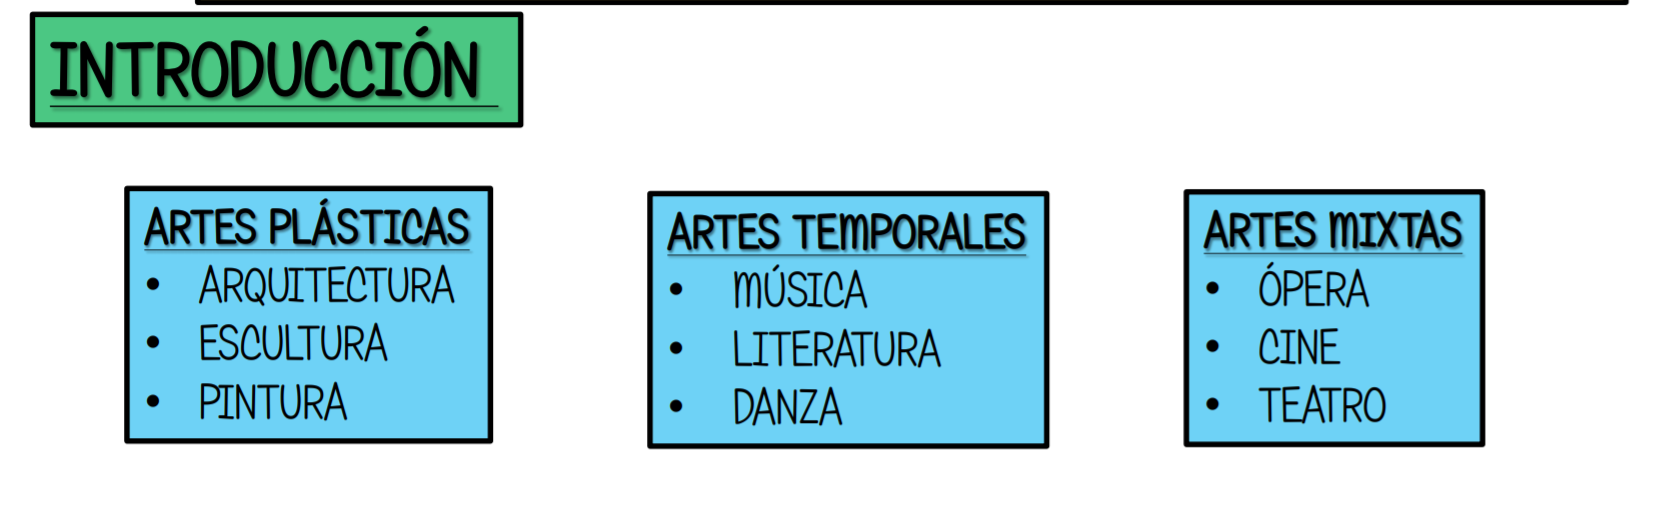 INTRODUCCIÓN
ARTES PLÁSTICAS
• ARQUITECTURA
• ESCULTURA
• PINTURA
ARTES TEMPORALES
• MÚSICA
• LITERATURA
• DANZA
ARTES MIXTAS
• ÓPERA
• CINE
• TEATRO